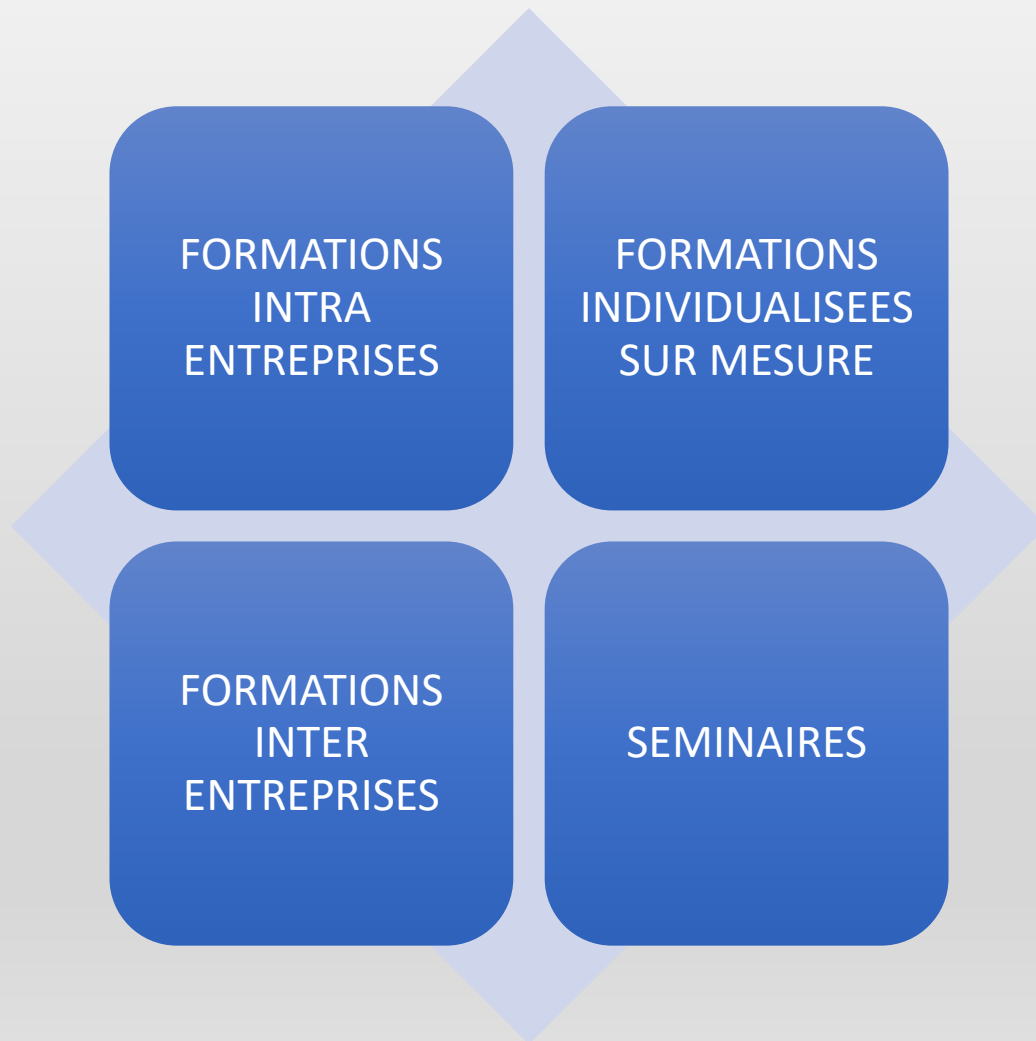 FORMATIONS
INTRA
ENTREPRISES
FORMATIONS
INDIVIDUALISEES
SUR MESURE
FORMATIONS
INTER
ENTREPRISES
SEMINAIRES